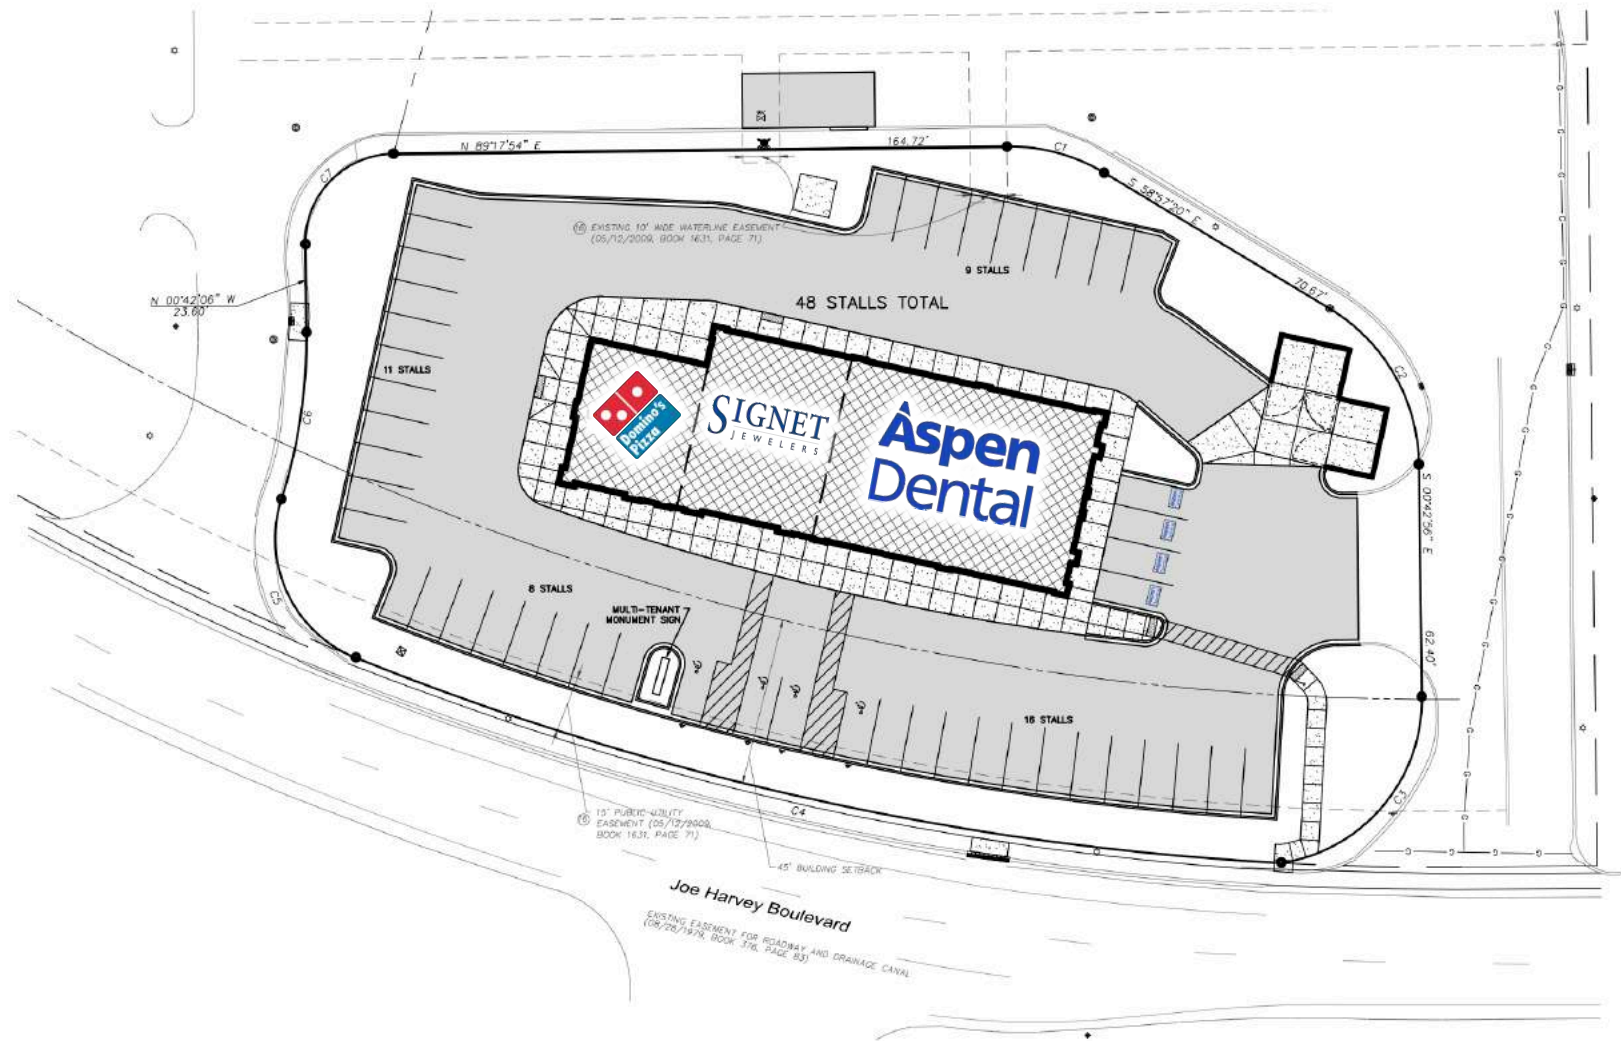 N 89°17'54" E
164.72'
C1
C7
S 58°57'20" E
16 EXISTING 10' WIDE WATERLINE EASEMENT
(05/12/2009, BOOK 1631, PAGE 71)
9 STALLS
N 00°42'06" W
23.60'
70.67'
48 STALLS TOTAL
11 STALLS
C2
Domino's
Pizza
SIGNET
JEWELERS
Aspen
Dental
C6
S 00°42'56" E
8 STALLS
MULTI-TENANT
MONUMENT SIGN
C5
62.40'
16 STALLS
C3
C4
15' PUBLIC UTILITY
EASEMENT (05/12/2009,
BOOK 1631, PAGE 71)
45' BUILDING SETBACK
Joe Harvey Boulevard
EXISTING EASEMENT FOR ROADWAY AND DRAINAGE CANAL
(08/28/1979, BOOK 376, PAGE 83)
G
G
G
G